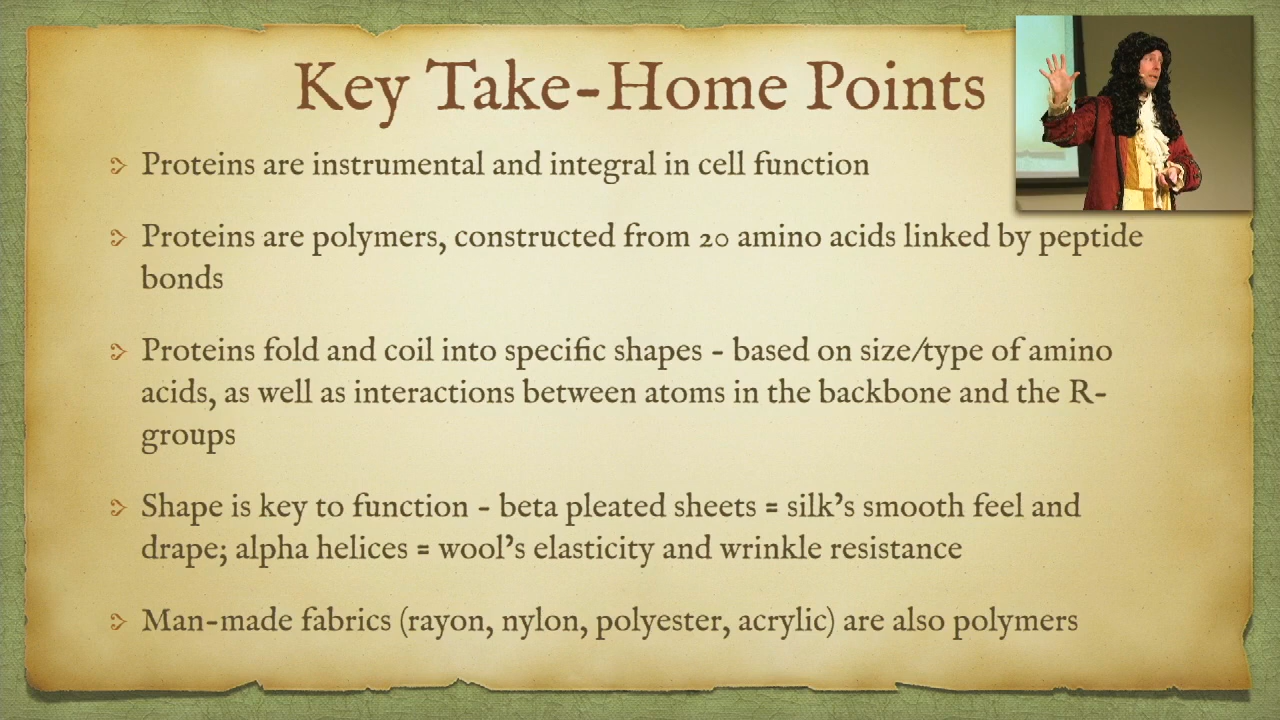 Key Take-Home Points
Proteins are instrumental and integral in cell function
Proteins are polymers, constructed from 20 amino acids linked by peptide
bonds
Proteins fold and coil into specific shapes - based on size/type of amino
acids, as well as interactions between atoms in the backbone and the R-
groups
Shape is key to function - beta pleated sheets = silk's smooth feel and
drape; alpha helices = wool's elasticity and wrinkle resistance
Man-made fabrics (rayon, nylon, polyester, acrylic) are also polymers